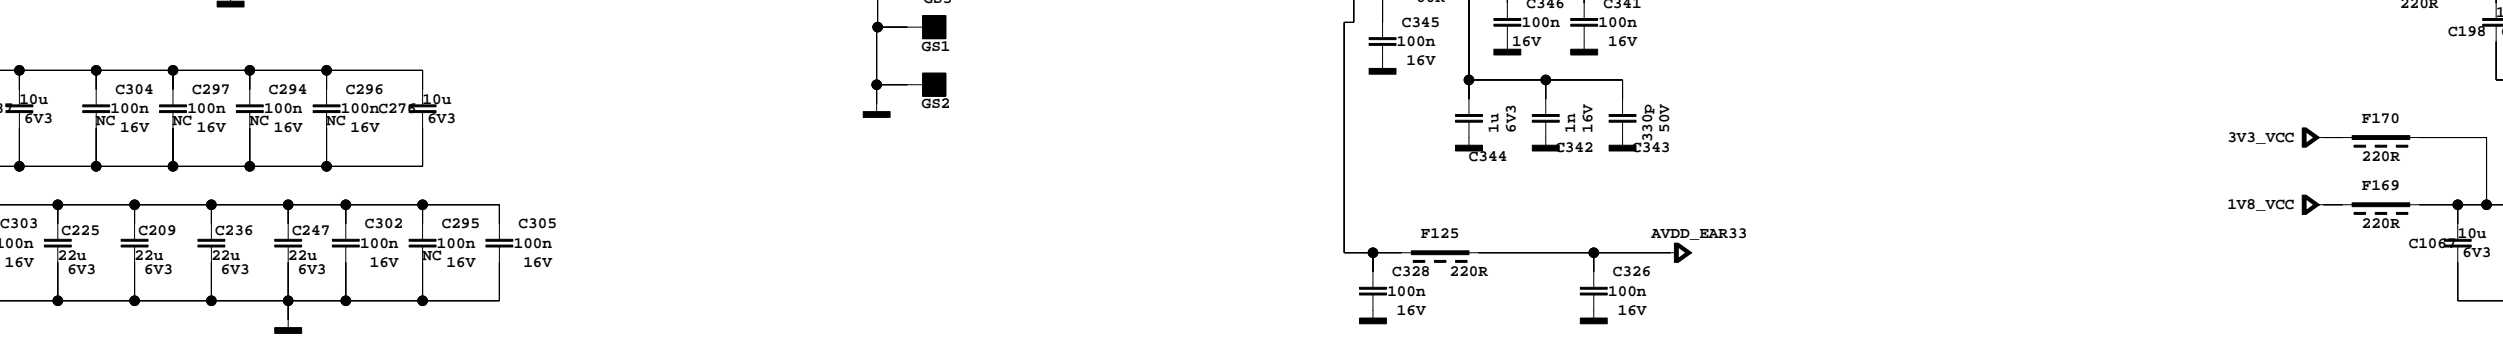 GS1
GS2
C304
100n
NC
16V
C297
100n
NC
16V
C294
100n
NC
16V
C296
100n
NC
16V
10u
6V3
C276
10u
6V3
C303
100n
16V
C225
22u
6V3
C209
22u
6V3
C236
22u
6V3
C247
22u
6V3
C302
100n
16V
C295
100n
NC
16V
C305
100n
16V
C345
100n
16V
C346
100n
16V
C341
100n
16V
1u
6V3
C344
1n
16V
C342
330p
50V
C343
F125
220R
AVDD_EAR33
C328
100n
16V
C326
100n
16V
220R
C198
3V3_VCC
F170
220R
1V8_VCC
F169
220R
10u
6V3